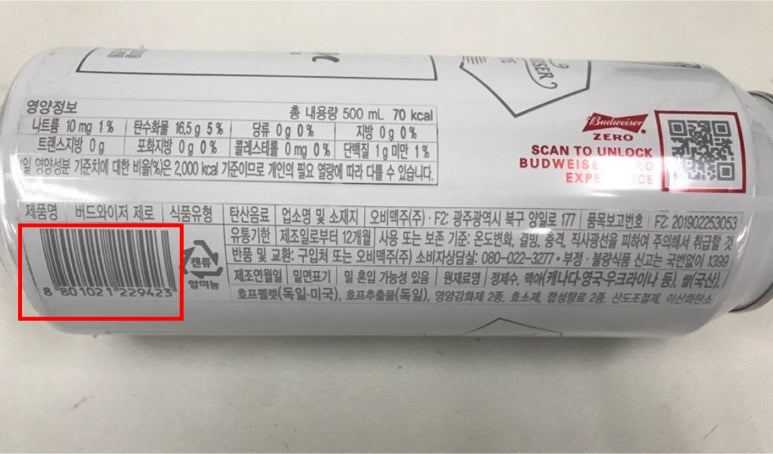 영양정보 총 내용량 500 mL 70 kcal
나트륨 10 mg 1% 탄수화물 16.5 g 5% 당류 0 g 0% 지방 0 g 0%
트랜스지방 0 g 포화지방 0 g 0% 콜레스테롤 0 mg 0% 단백질 1 g 미만 1%
1일 영양성분 기준치에 대한 비율(%)은 2,000 kcal 기준이므로 개인의 필요 열량에 따라 다를 수 있습니다.
Budweiser
ZERO
SCAN TO UNLOCK
BUDWEISE
EXPE CE
제품명 버드와이저 제로 식품유형 탄산음료 업소명 및 소재지 오비맥주(주)·F2: 광주광역시 북구 양일로 177 품목보고번호 F2: 201902253053
유통기한 제조일로부터 12개월 사용 또는 보존 기준: 온도변화, 결빙, 충격, 직사광선을 피하여 주의해서 취급할 것
반품 및 교환: 구입처 또는 오비맥주(주) 소비자상담실: 080-022-3277 • 부정·불량식품 신고는 국번없이 1399
제조연월일 밑면표기 밀 혼입 가능성 있음 원재료명 정제수, 맥아(캐나다·영국·우크라이나 등), 쌀(국산),
호프펠렛(독일·미국), 호프추출물(독일), 영양강화제 2종, 효소제, 합성향료 2종, 산도조절제, 이산화탄소
캔류
알미늄
8 801021 229423